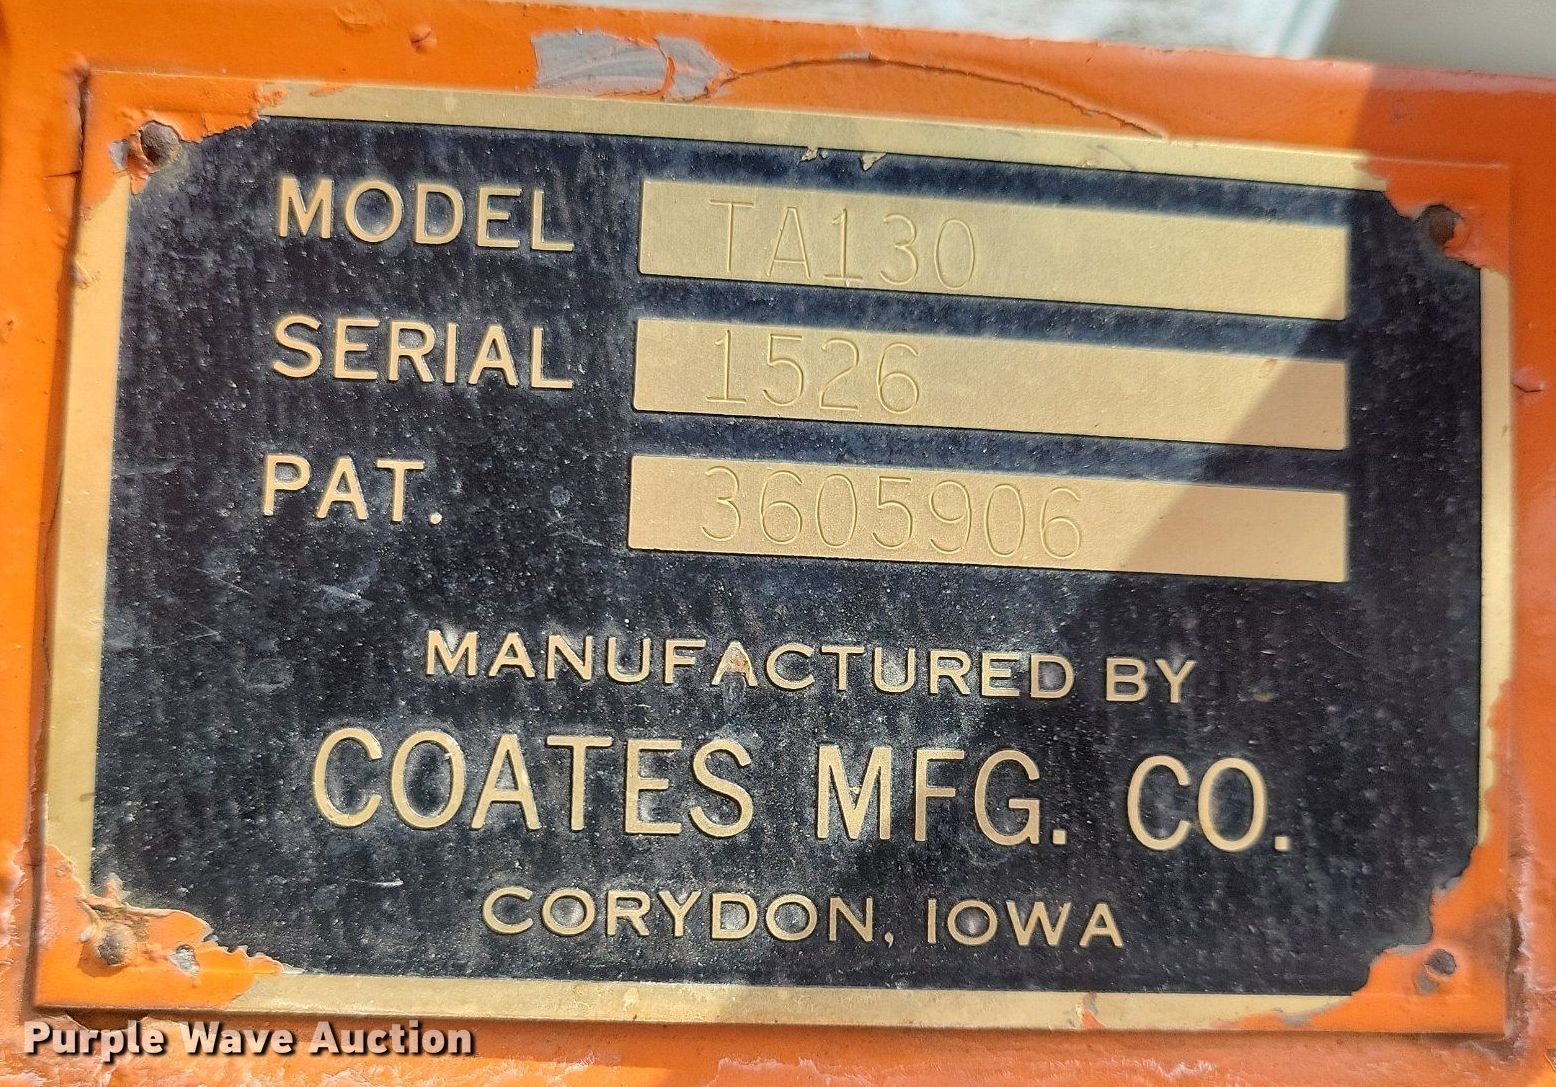 MODEL TA130
SERIAL 1526
PAT. 3605906
MANUFACTURED BY
COATES MFG. CO.
CORYDON, IOWA
Purple Wave Auction